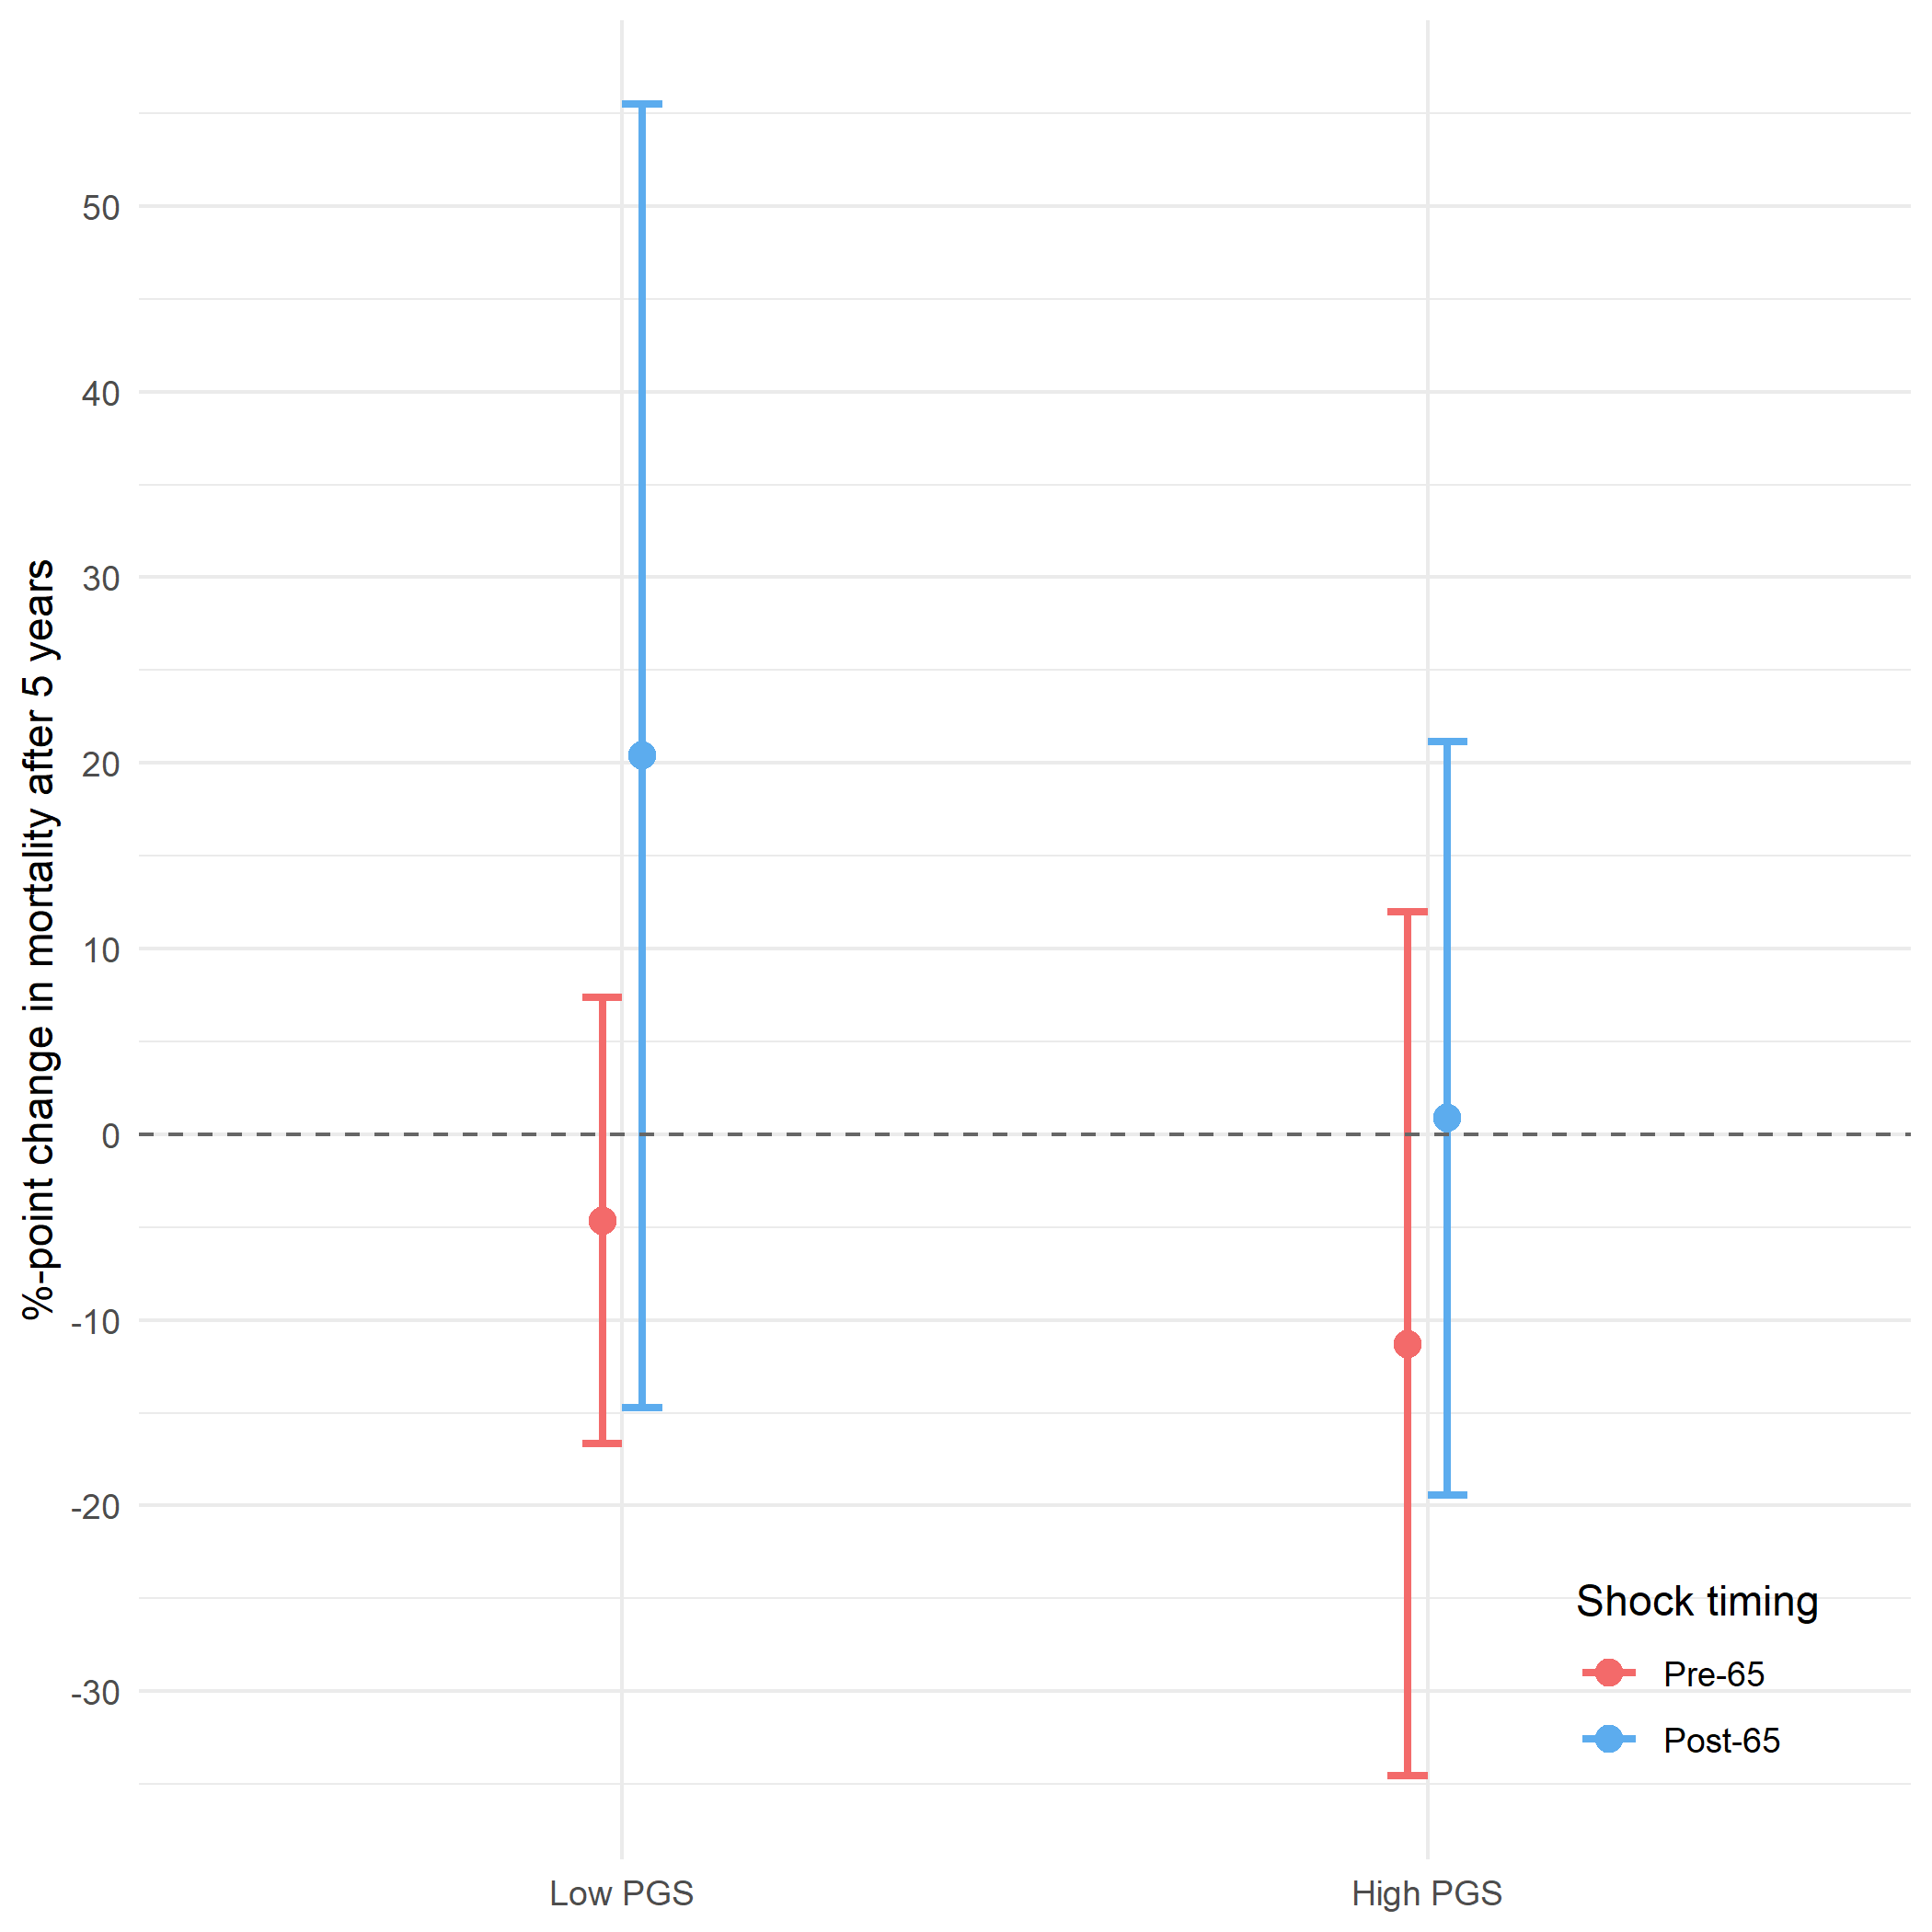 %-point change in mortality after 5 years
50
40
30
20
10
0
-10
-20
-30
Low PGS
High PGS
Shock timing
Pre-65
Post-65